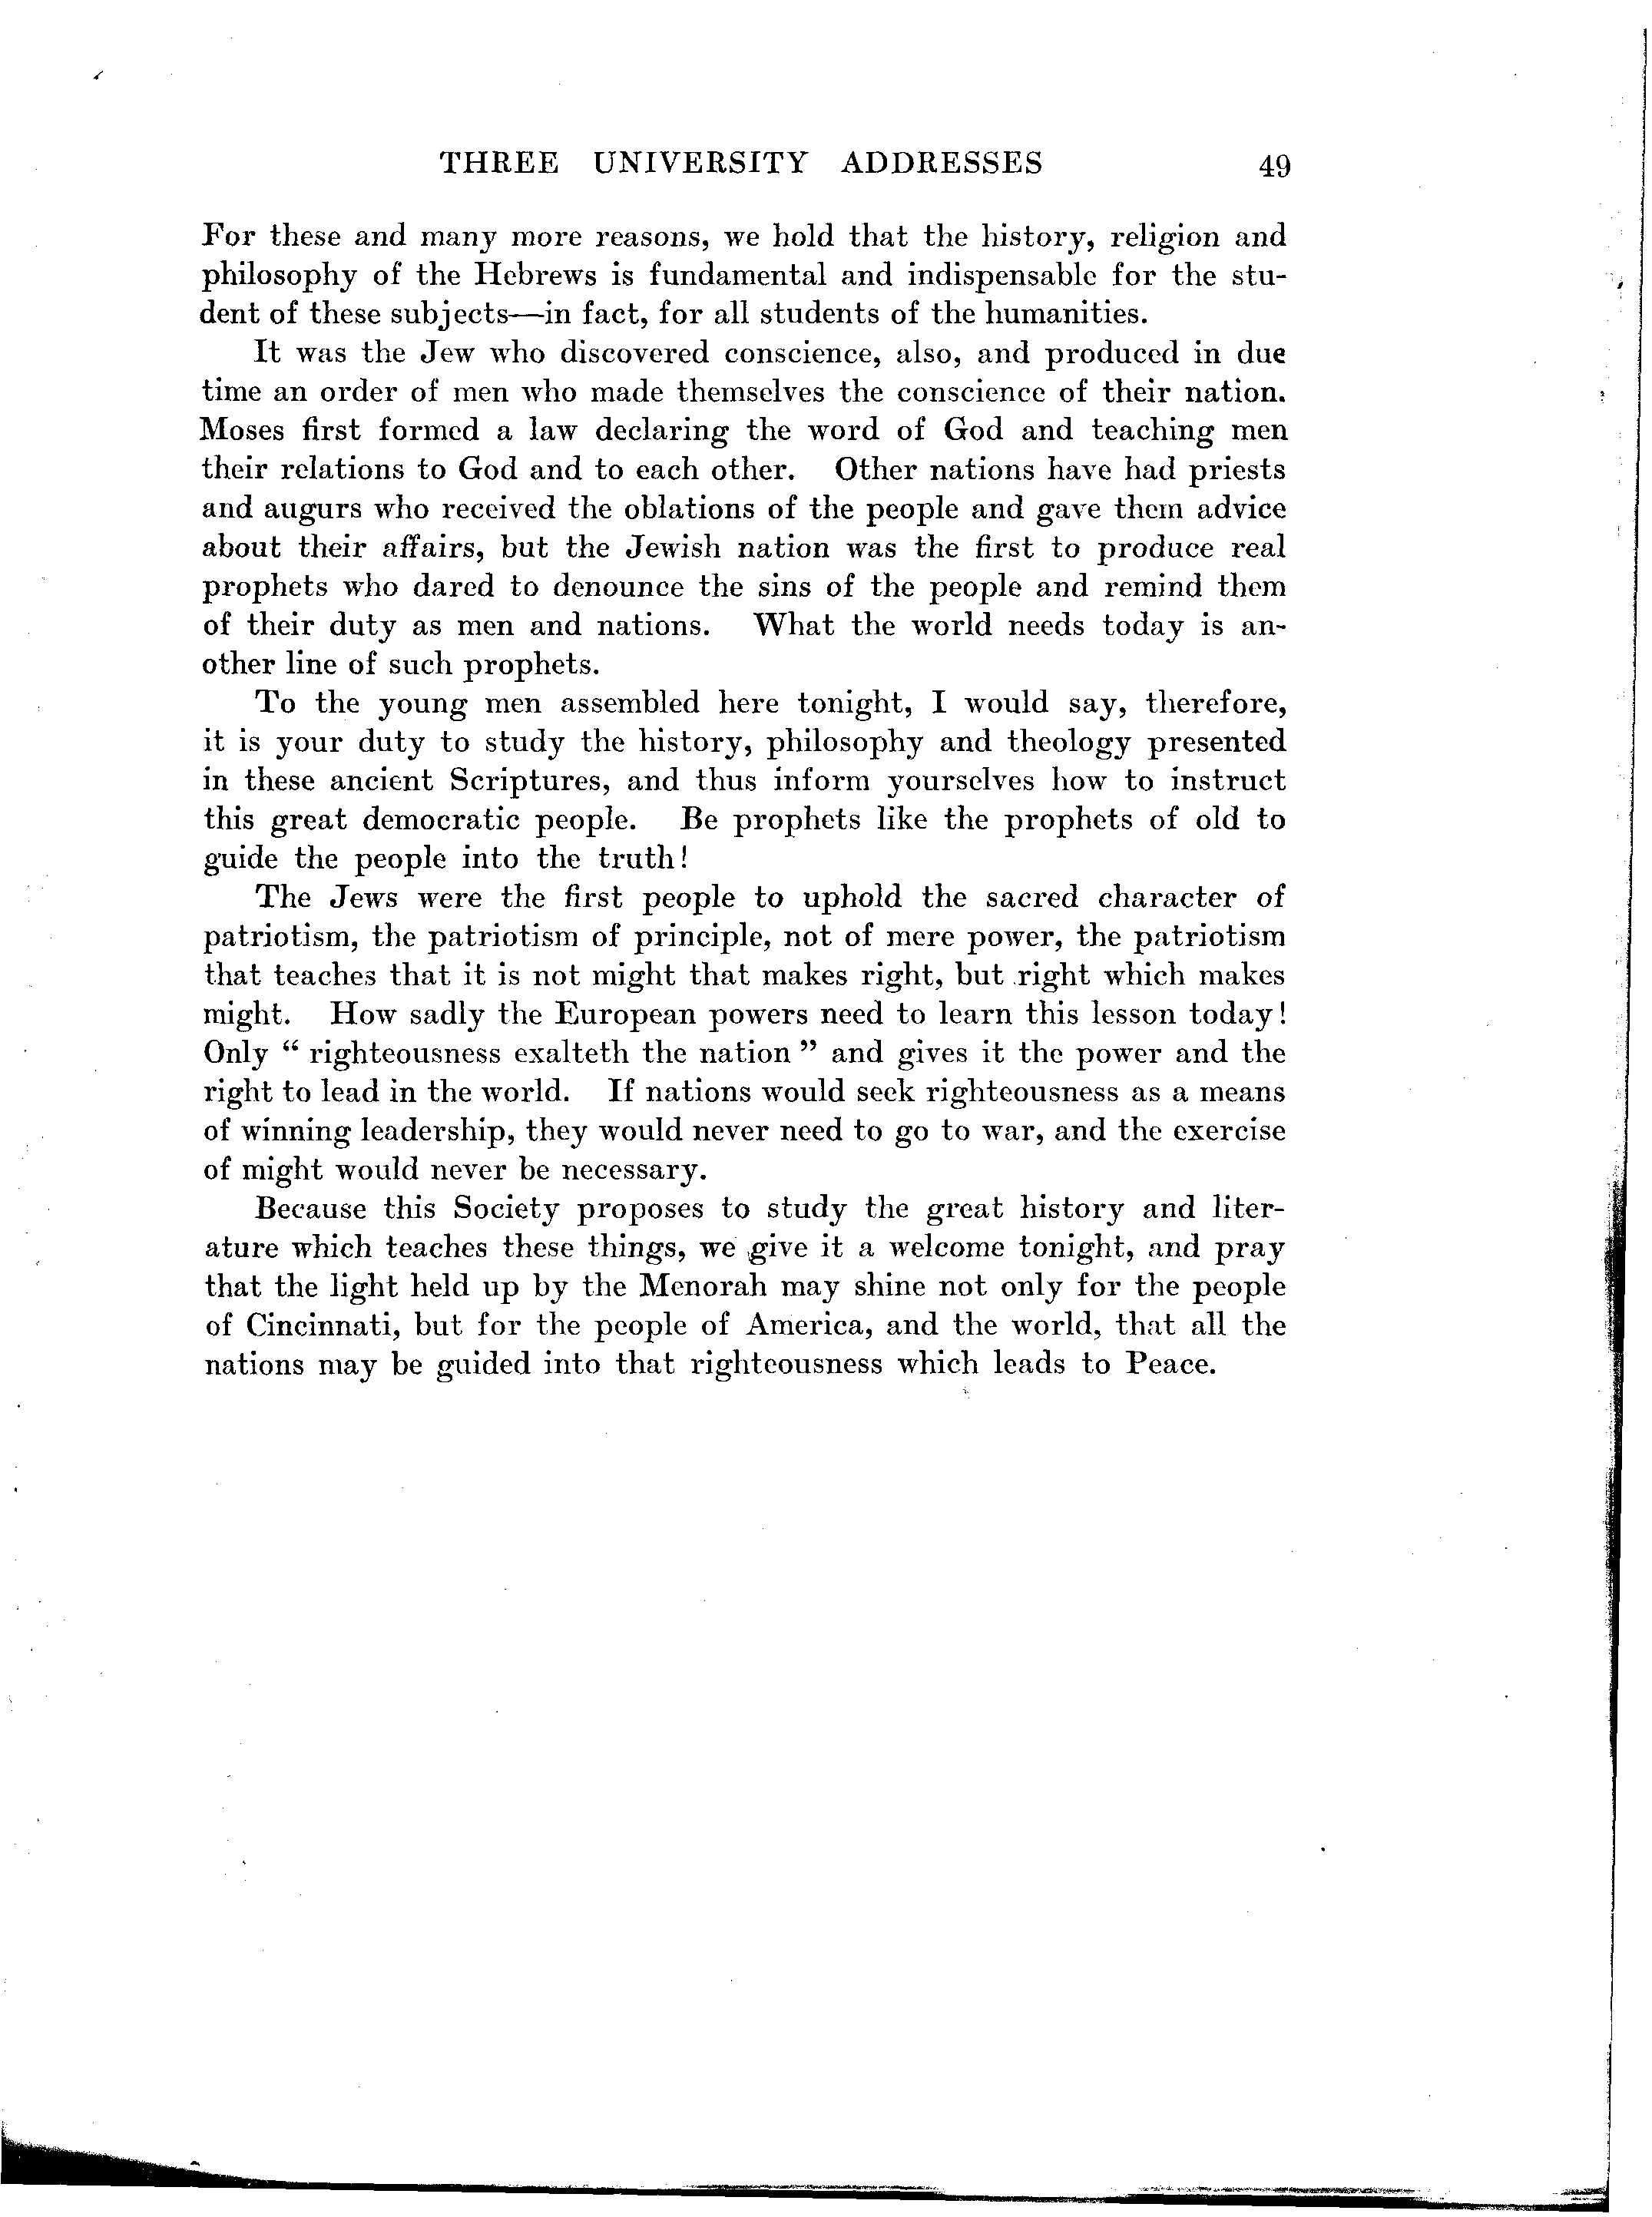 THREE UNIVERSITY ADDRESSES 49
For these and many more reasons, we hold that the history, religion and
philosophy of the Hebrews is fundamental and indispensable for the stu-
dent of these subjects—in fact, for all students of the humanities.
It was the Jew who discovered conscience, also, and produced in due
time an order of men who made themselves the conscience of their nation.
Moses first formed a law declaring the word of God and teaching men
their relations to God and to each other. Other nations have had priests
and augurs who received the oblations of the people and gave them advice
about their affairs, but the Jewish nation was the first to produce real
prophets who dared to denounce the sins of the people and remind them
of their duty as men and nations. What the world needs today is an-
other line of such prophets.
To the young men assembled here tonight, I would say, therefore,
it is your duty to study the history, philosophy and theology presented
in these ancient Scriptures, and thus inform yourselves how to instruct
this great democratic people. Be prophets like the prophets of old to
guide the people into the truth!
The Jews were the first people to uphold the sacred character of
patriotism, the patriotism of principle, not of mere power, the patriotism
that teaches that it is not might that makes right, but right which makes
might. How sadly the European powers need to learn this lesson today!
Only “ righteousness exalteth the nation ” and gives it the power and the
right to lead in the world. If nations would seek righteousness as a means
of winning leadership, they would never need to go to war, and the exercise
of might would never be necessary.
Because this Society proposes to study the great history and liter-
ature which teaches these things, we give it a welcome tonight, and pray
that the light held up by the Menorah may shine not only for the people
of Cincinnati, but for the people of America, and the world, that all the
nations may be guided into that righteousness which leads to Peace.